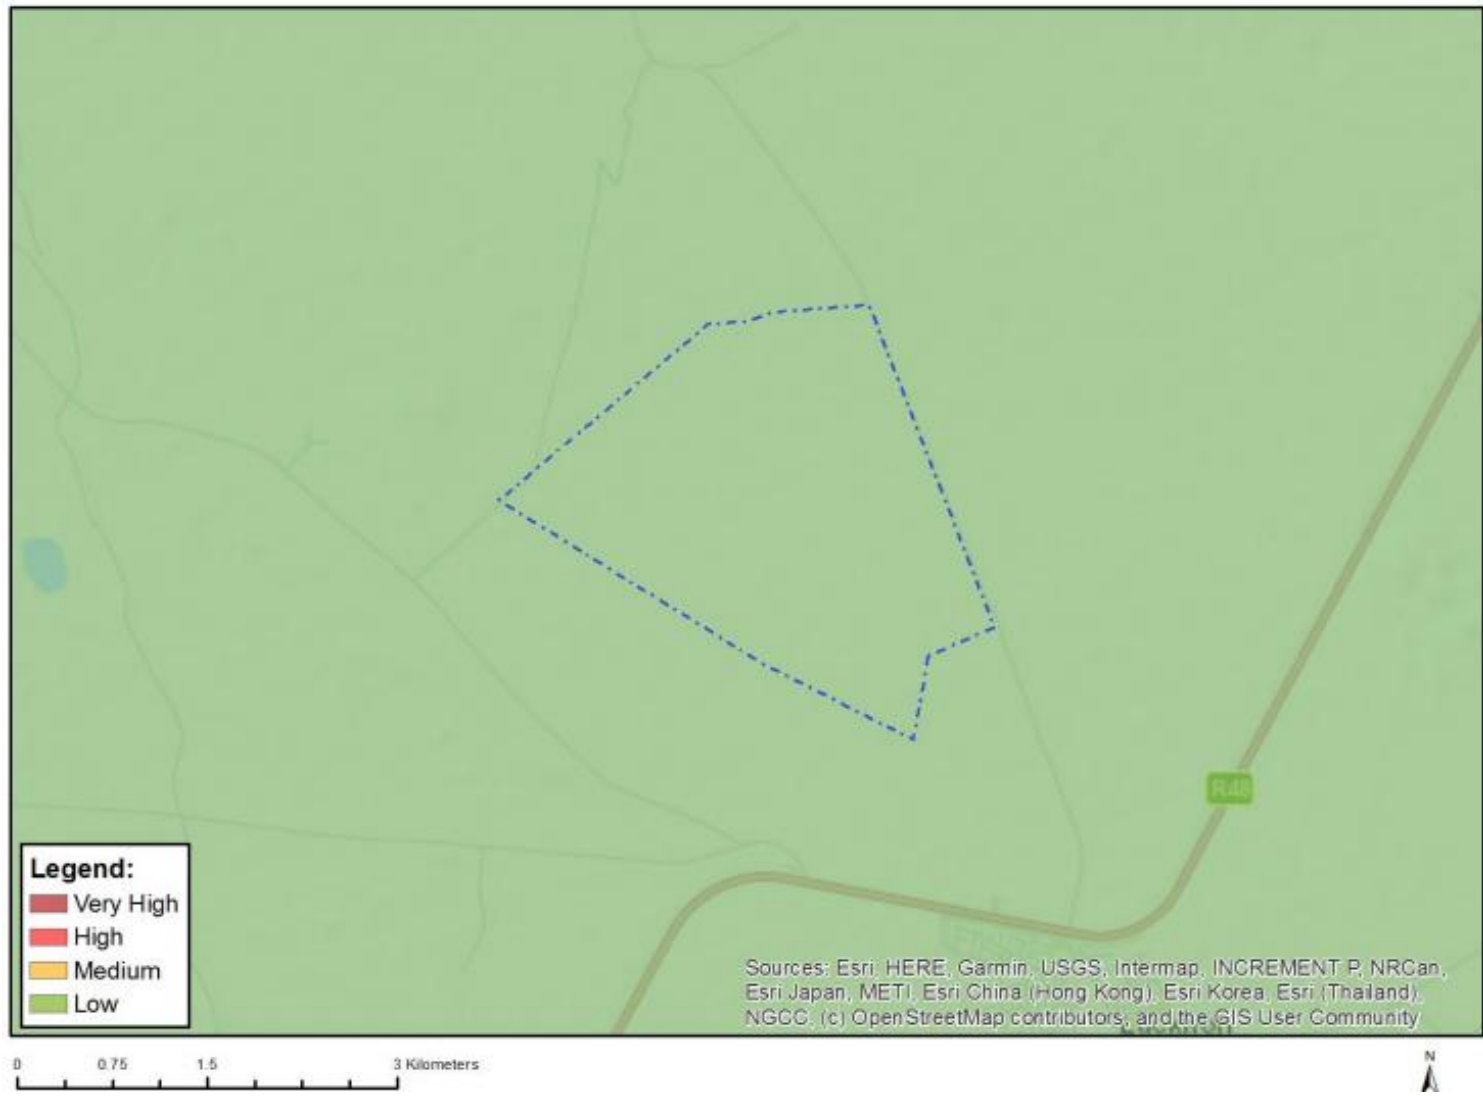 R48
Legend:
Very High
High
Medium
Low
Sources: Esri, HERE, Garmin, USGS, Intermap, INCREMENT P, NRCan,
Esri Japan, METI, Esri China (Hong Kong), Esri Korea, Esri (Thailand),
NGCC, (c) OpenStreetMap contributors, and the GIS User Community
0 0.75 1.5 3 Kilometers
N